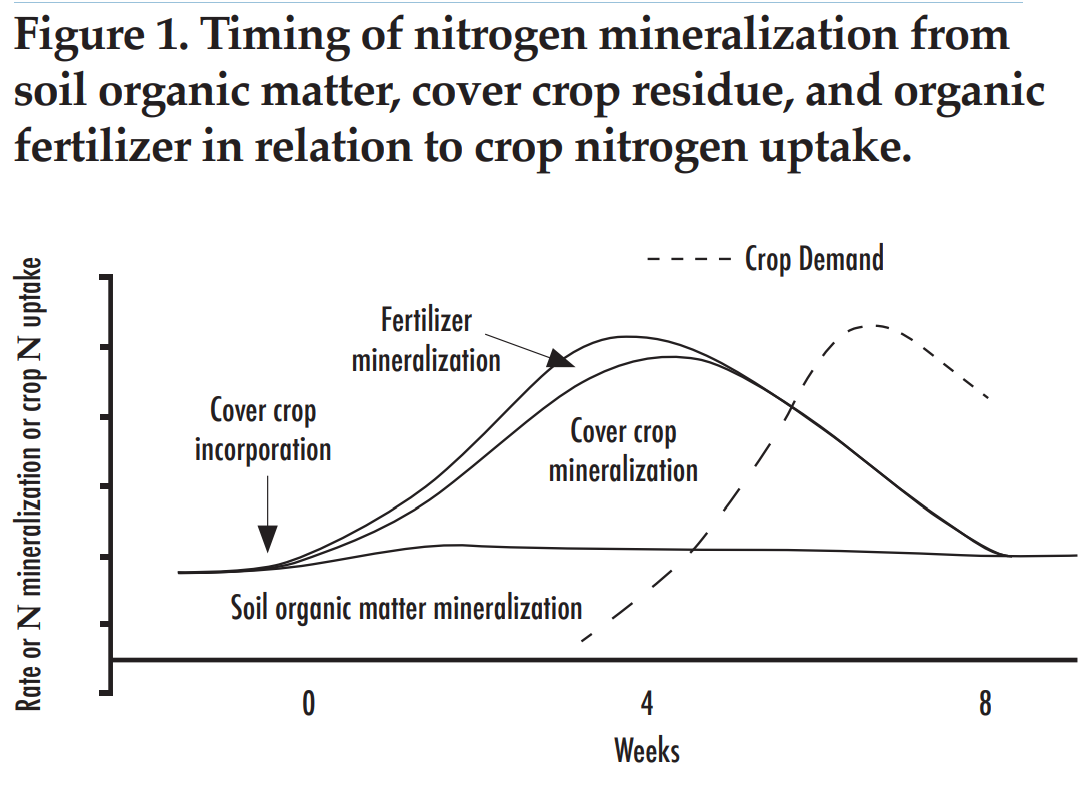 Figure 1. Timing of nitrogen mineralization from
soil organic matter, cover crop residue, and organic
fertilizer in relation to crop nitrogen uptake.
Crop Demand
Fertilizer
mineralization
Cover crop
incorporation
Cover crop
mineralization
Soil organic matter mineralization
Rate or N mineralization or crop N uptake
0
4
8
Weeks